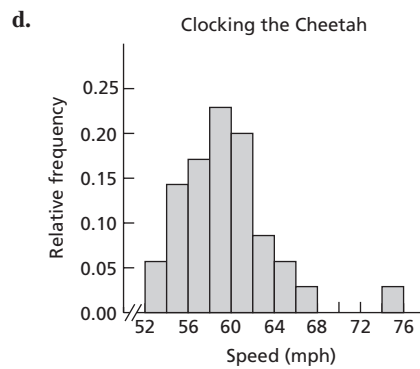 d.
Clocking the Cheetah
Relative frequency
0.25
0.20
0.15
0.10
0.05
0.00
52 56 60 64 68 72 76
Speed (mph)